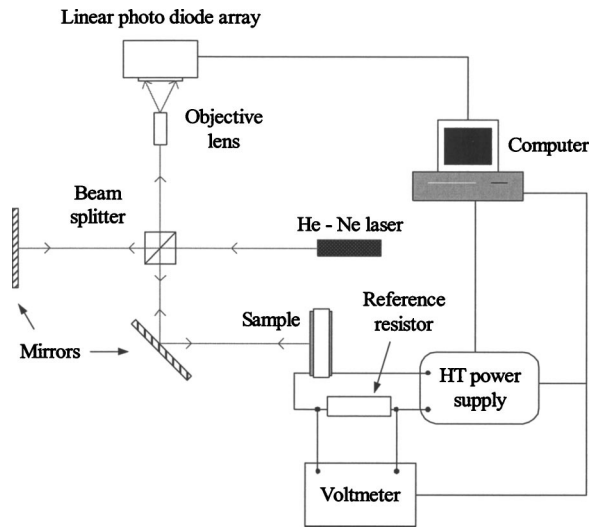 Linear photo diode array
Objective
lens
Computer
Beam
splitter
He - Ne laser
Reference
resistor
Sample
Mirrors
HT power
supply
Voltmeter